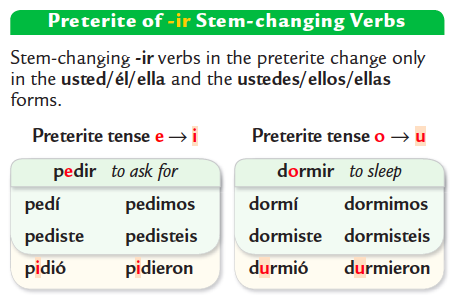 Preterite of -ir Stem-changing Verbs
Stem-changing -ir verbs in the preterite change only
in the usted/él/ella and the ustedes/ellos/ellas
forms.
Preterite tense e → i
pedir to ask for
pedí pedimos
pediste pedisteis
pidió pidieron
Preterite tense o → u
dormir to sleep
dormí dormimos
dormiste dormisteis
durmió durmieron